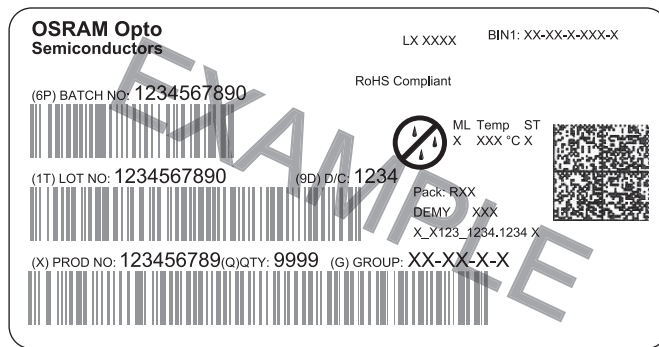 OSRAM Opto
Semiconductors
LX XXXX
BIN1: XX-XX-X-XXX-X
RoHS Compliant
(6P) BATCH NO: 1234567890
ML Temp ST
X XXX °C X
(1T) LOT NO: 1234567890
(9D) D/C: 1234
Pack: RXX
DEMY XXX
X_X123_1234.1234 X
(X) PROD NO: 123456789(Q)QTY: 9999
(G) GROUP: XX-XX-X-X
EXAMPLE